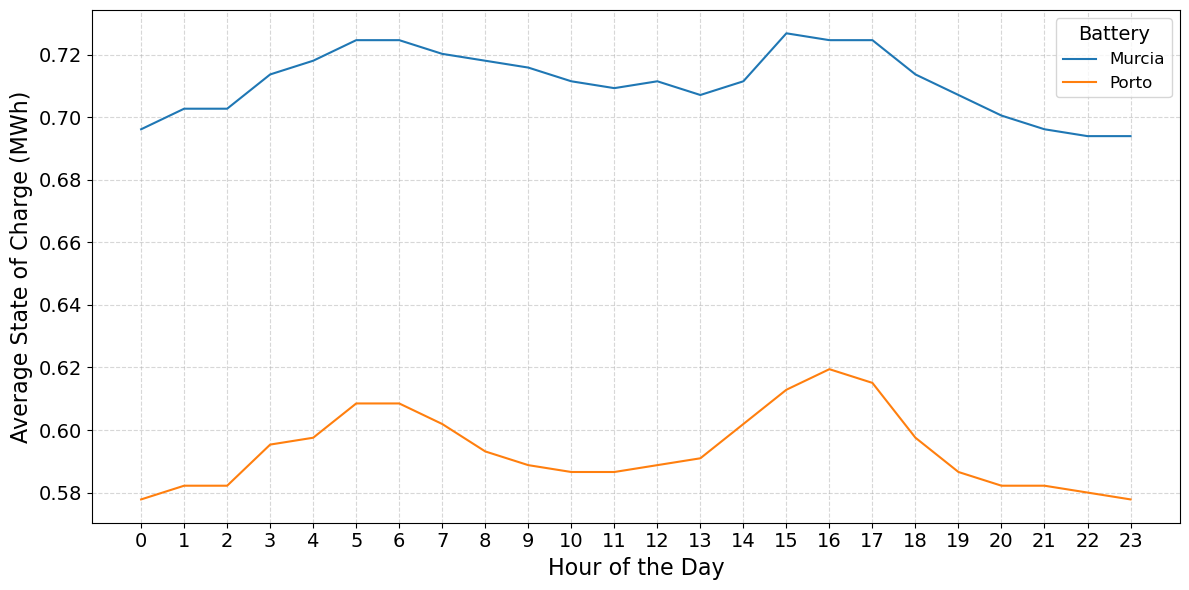 Average State of Charge (MWh)
0.72
0.70
0.68
0.66
0.64
0.62
0.60
0.58
Battery
Murcia
Porto
0 1 2 3 4 5 6 7 8 9 10 11 12 13 14 15 16 17 18 19 20 21 22 23
Hour of the Day